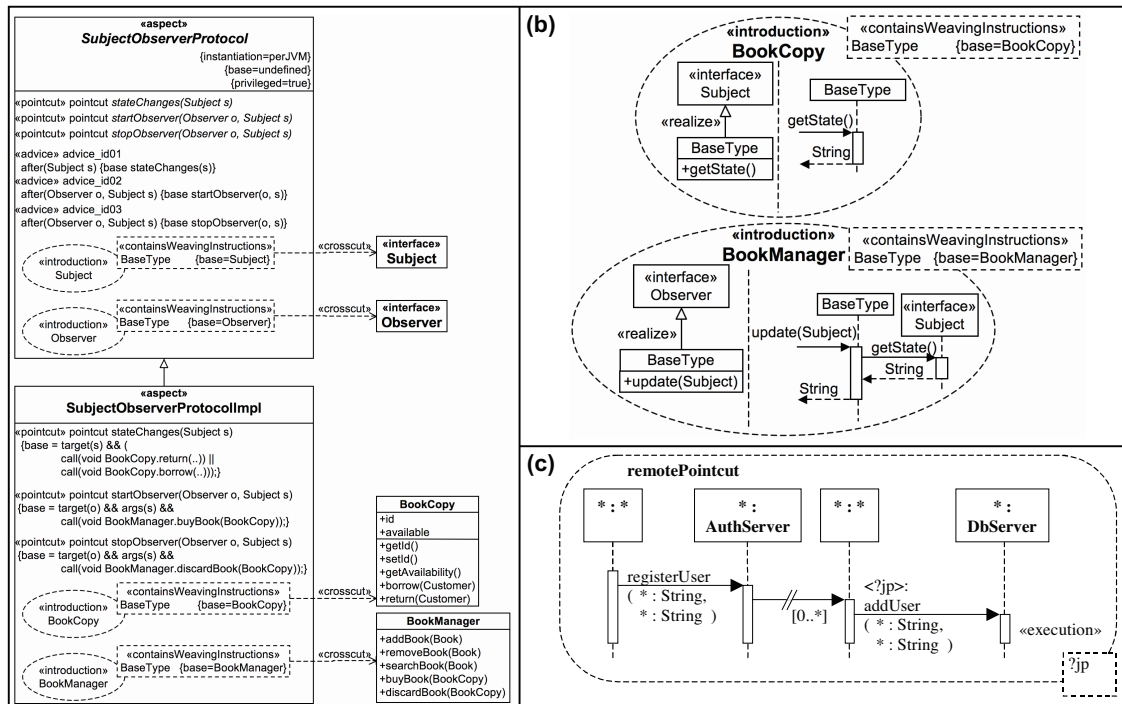 «aspect»
SubjectObserverProtocol
{instantiation=perJVM}
{base=undefined}
{privileged=true}
«pointcut» pointcut stateChanges(Subject s)
«pointcut» pointcut startObserver(Observer o, Subject s)
«pointcut» pointcut stopObserver(Observer o, Subject s)
«advice» advice_id01
after(Subject s) {base stateChanges(s)}
«advice» advice_id02
after(Observer o, Subject s) {base startObserver(o, s)}
«advice» advice_id03
after(Observer o, Subject s) {base stopObserver(o, s)}
«introduction»
Subject
«containsWeavingInstructions»
BaseType {base=Subject}
«crosscut»
«interface»
Subject
«introduction»
Observer
«containsWeavingInstructions»
BaseType {base=Observer}
«crosscut»
«interface»
Observer
«aspect»
SubjectObserverProtocolImpl
«pointcut» pointcut stateChanges(Subject s)
{base = target(s) && (
call(void BookCopy.return(..)) ||
call(void BookCopy.borrow(..)));}
«pointcut» pointcut startObserver(Observer o, Subject s)
{base = target(o) && args(s) &&
call(void BookManager.buyBook(BookCopy));}
«pointcut» pointcut stopObserver(Observer o, Subject s)
{base = target(o) && args(s) &&
call(void BookManager.discardBook(BookCopy));}
«introduction»
BookCopy
«containsWeavingInstructions»
BaseType {base=BookCopy}
«crosscut»
BookCopy
+id
+available
+getId()
+setId()
+getAvailability()
+borrow(Customer)
+return(Customer)
«introduction»
BookManager
«containsWeavingInstructions»
BaseType {base=BookManager}
«crosscut»
BookManager
+addBook(Book)
+removeBook(Book)
+searchBook(Book)
+buyBook(BookCopy)
+discardBook(BookCopy)
(b)
«introduction»
BookCopy
«containsWeavingInstructions»
BaseType {base=BookCopy}
«interface»
Subject
«realize»
BaseType
+getState()
BaseType
getState()
String
«introduction»
BookManager
«containsWeavingInstructions»
BaseType {base=BookManager}
«interface»
Observer
«realize»
BaseType
+update(Subject)
BaseType
«interface»
Subject
update(Subject)
getState()
String
String
(c)
remotePointcut
* : *
* :
AuthServer
* : *
* :
DbServer
registerUser
( * : String,
* : String )
[0..*]
<?jp>:
addUser
( * : String,
* : String )
«execution»
?jp